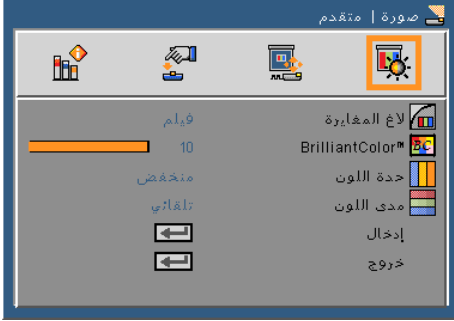 صورة | متقدم
لاغ المغايرة فيلم
BrilliantColor™ 10
حدة اللون منخفض
مدى اللون تلقائي
إدخال
خروج